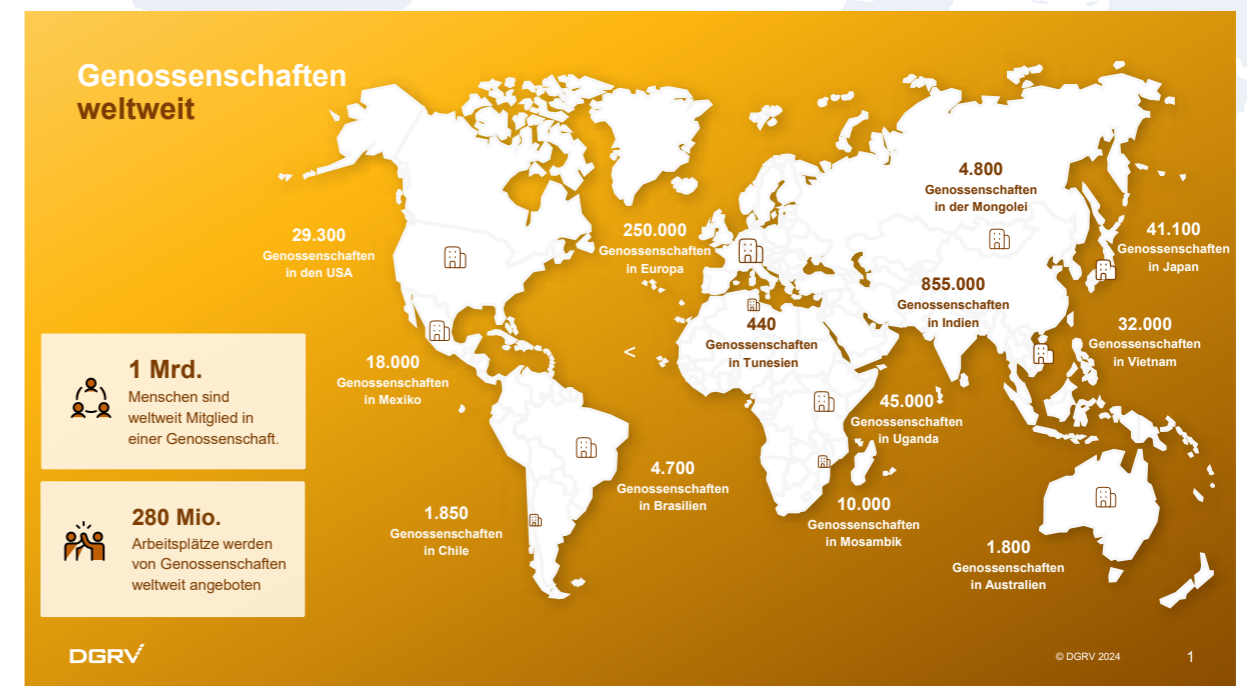 Genossenschaften
weltweit
4.800
Genossenschaften
in der Mongolei
29.300
Genossenschaften
in den USA
250.000
Genossenschaften
in Europa
41.100
Genossenschaften
in Japan
855.000
Genossenschaften
in Indien
440
Genossenschaften
in Tunesien
32.000
Genossenschaften
in Vietnam
<
18.000
Genossenschaften
in Mexiko
45.000
Genossenschaften
in Uganda
4.700
Genossenschaften
in Brasilien
10.000
Genossenschaften
in Mosambik
1.850
Genossenschaften
in Chile
1.800
Genossenschaften
in Australien
1 Mrd.
Menschen sind
weltweit Mitglied in
einer Genossenschaft.
280 Mio.
Arbeitsplätze werden
von Genossenschaften
weltweit angeboten
DGRV
© DGRV 2024
1